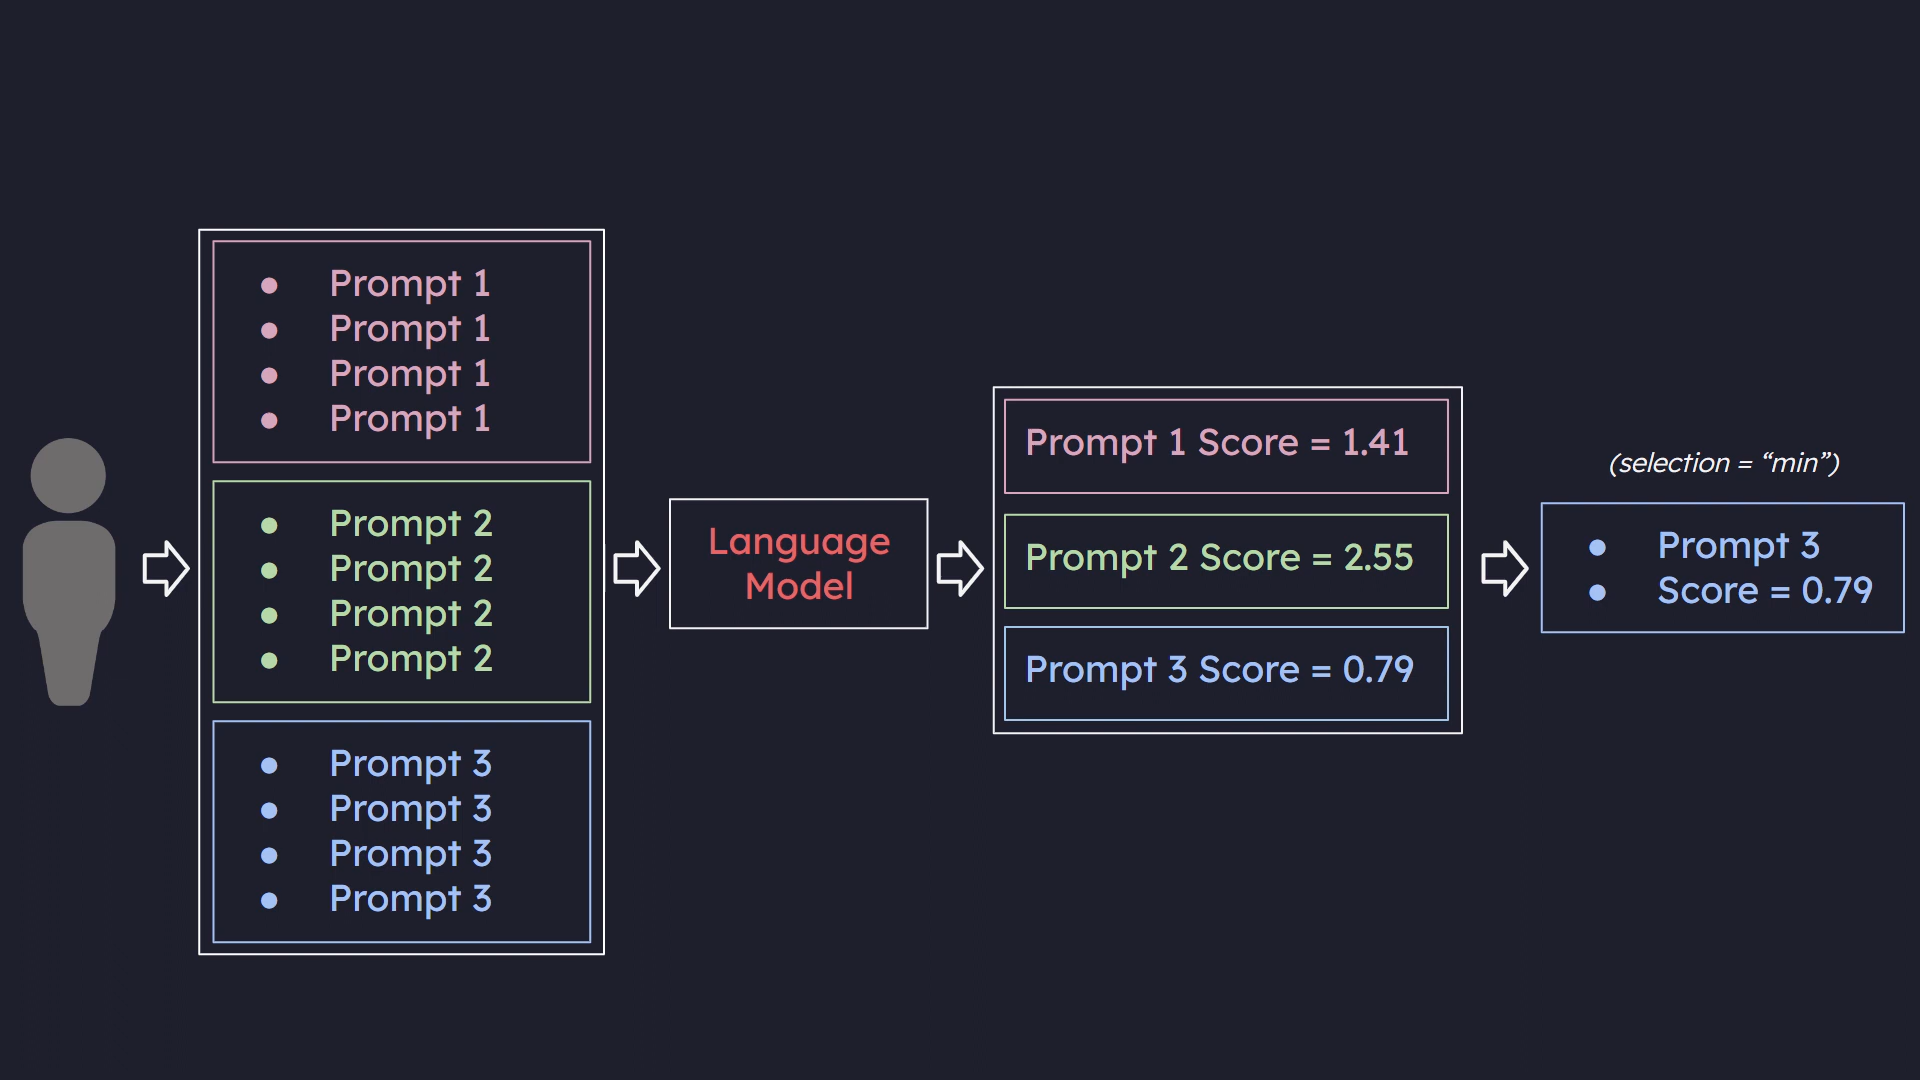 ● Prompt 1
● Prompt 1
● Prompt 1
● Prompt 1
● Prompt 2
● Prompt 2
● Prompt 2
● Prompt 2
● Prompt 3
● Prompt 3
● Prompt 3
● Prompt 3
Language
Model
Prompt 1 Score = 1.41
Prompt 2 Score = 2.55
Prompt 3 Score = 0.79
(selection = “min”)
● Prompt 3
● Score = 0.79